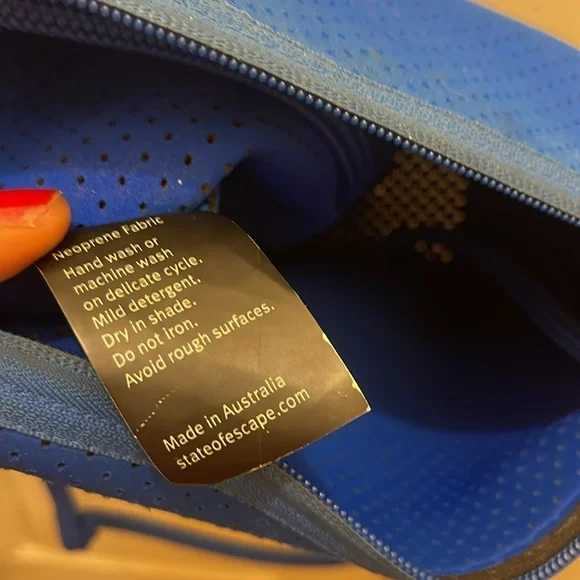 Neoprene Fabric
Hand wash or
machine wash
on delicate cycle.
Mild detergent.
Dry in shade.
Do not iron.
Avoid rough surfaces.
Made in Australia
stateofescape.com